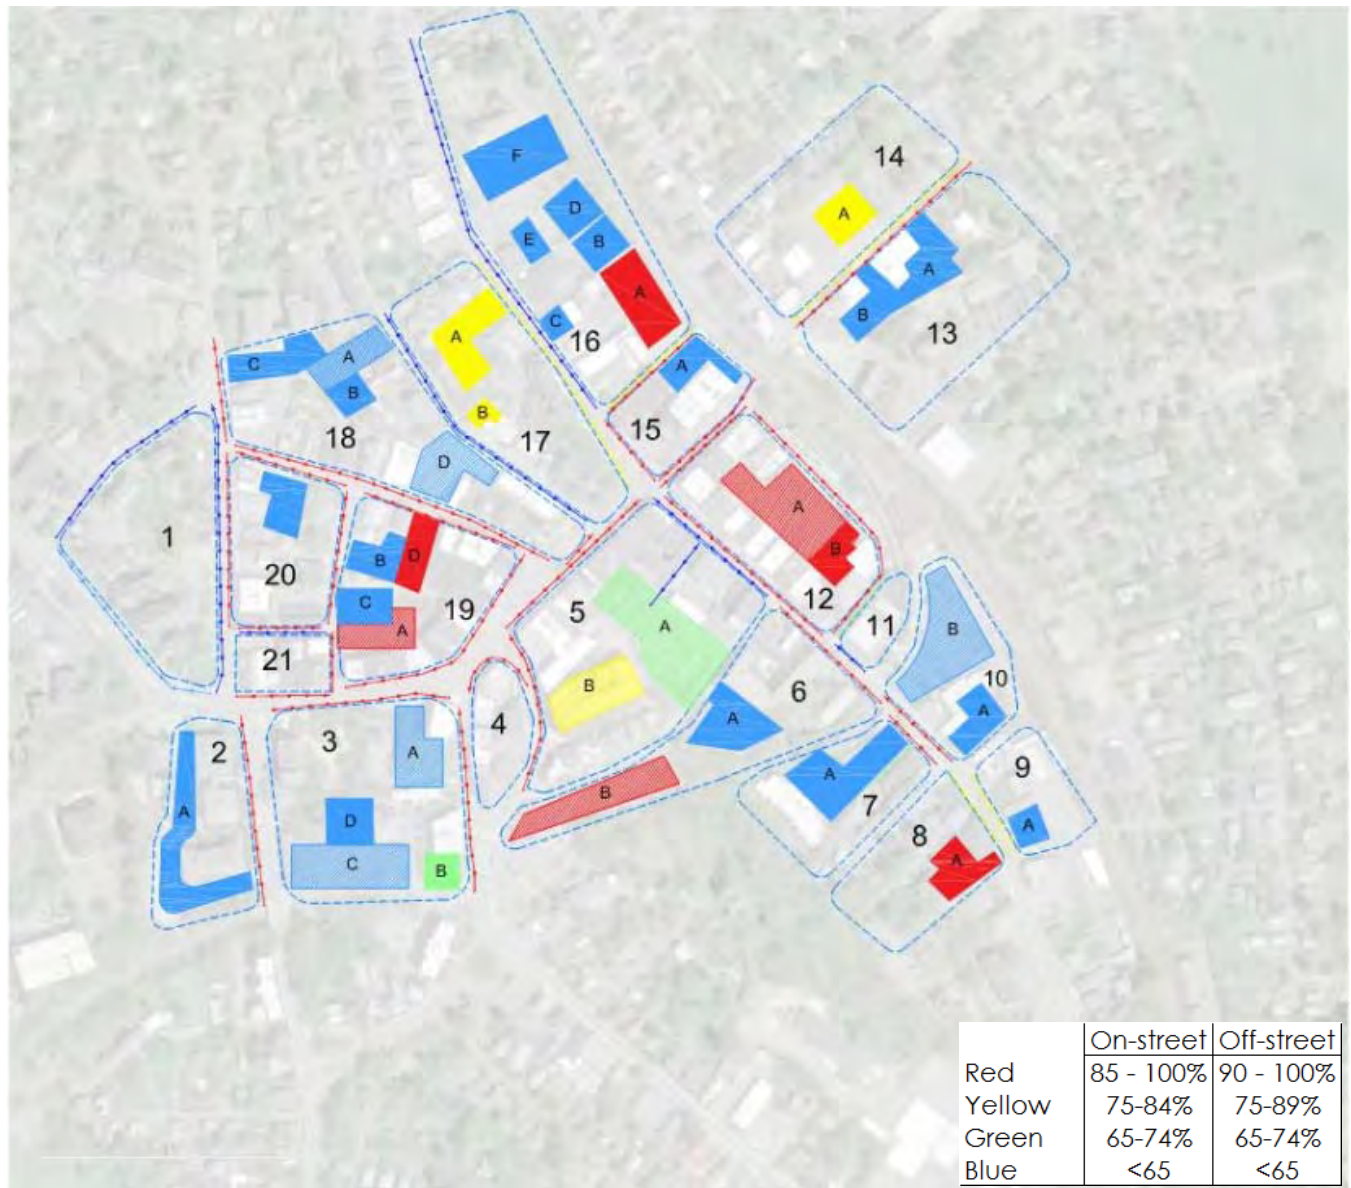 F
14
D
A
E
B
A
A
C
16
B
13
A
A
C
A
B
B
15
18
17
D
A
1
B
D
B
20
C
19
5
12
A
A
11
B
21
B
10
6
4
A
A
2
3
A
9
A
B
7
A
D
8
A
A
C
B
On-street Off-street
Red 85 - 100% 90 - 100%
Yellow 75-84% 75-89%
Green 65-74% 65-74%
Blue <65 <65